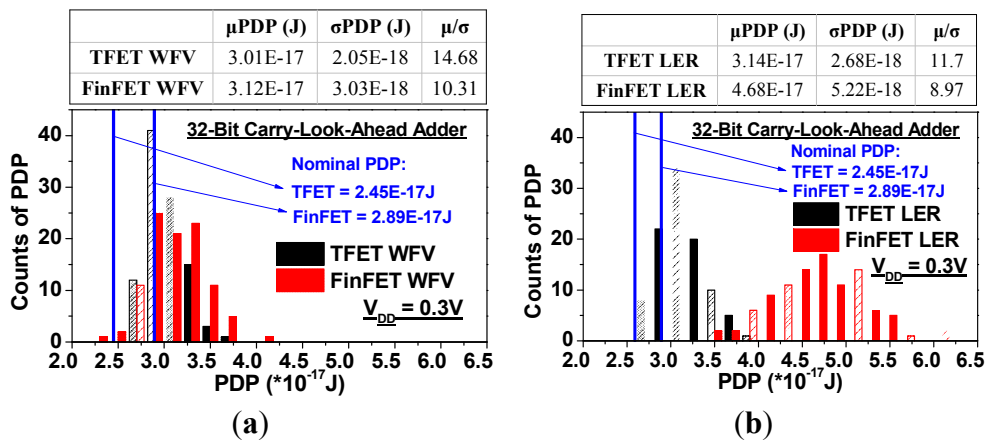 μPDP (J) σPDP (J) μ/σ
TFET WFV 3.01E-17 2.05E-18 14.68
FinFET WFV 3.12E-17 3.03E-18 10.31
32-Bit Carry-Look-Ahead Adder
Nominal PDP:
TFET = 2.45E-17J
FinFET = 2.89E-17J
TFET WFV
FinFET WFV
V_DD = 0.3V
Counts of PDP
40
30
20
10
0
2.0 2.5 3.0 3.5 4.0 4.5 5.0 5.5 6.0 6.5
PDP (*10⁻¹⁷J)
(a)
μPDP (J) σPDP (J) μ/σ
TFET LER 3.14E-17 2.68E-18 11.7
FinFET LER 4.68E-17 5.22E-18 8.97
32-Bit Carry-Look-Ahead Adder
Nominal PDP:
TFET = 2.45E-17J
FinFET = 2.89E-17J
TFET LER
FinFET LER
V_DD = 0.3V
Counts of PDP
40
30
20
10
0
2.0 2.5 3.0 3.5 4.0 4.5 5.0 5.5 6.0 6.5
PDP (*10⁻¹⁷J)
(b)